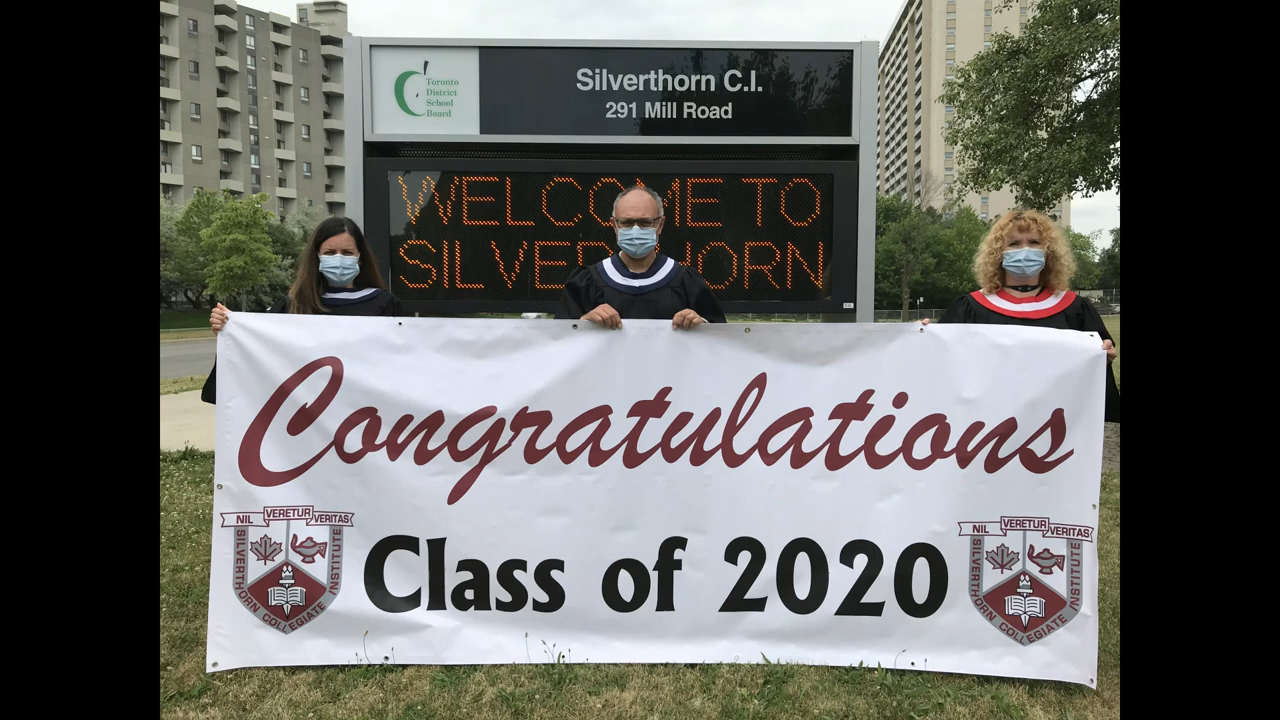 Toronto
District
School
Board
Silverthorn C.I.
291 Mill Road
WELCOME TO
SILVERTHORN
Congratulations
Class of 2020
NIL VERETUR VERITAS
SILVERTHORN COLLEGIATE INSTITUTE
NIL VERETUR VERITAS
SILVERTHORN COLLEGIATE INSTITUTE